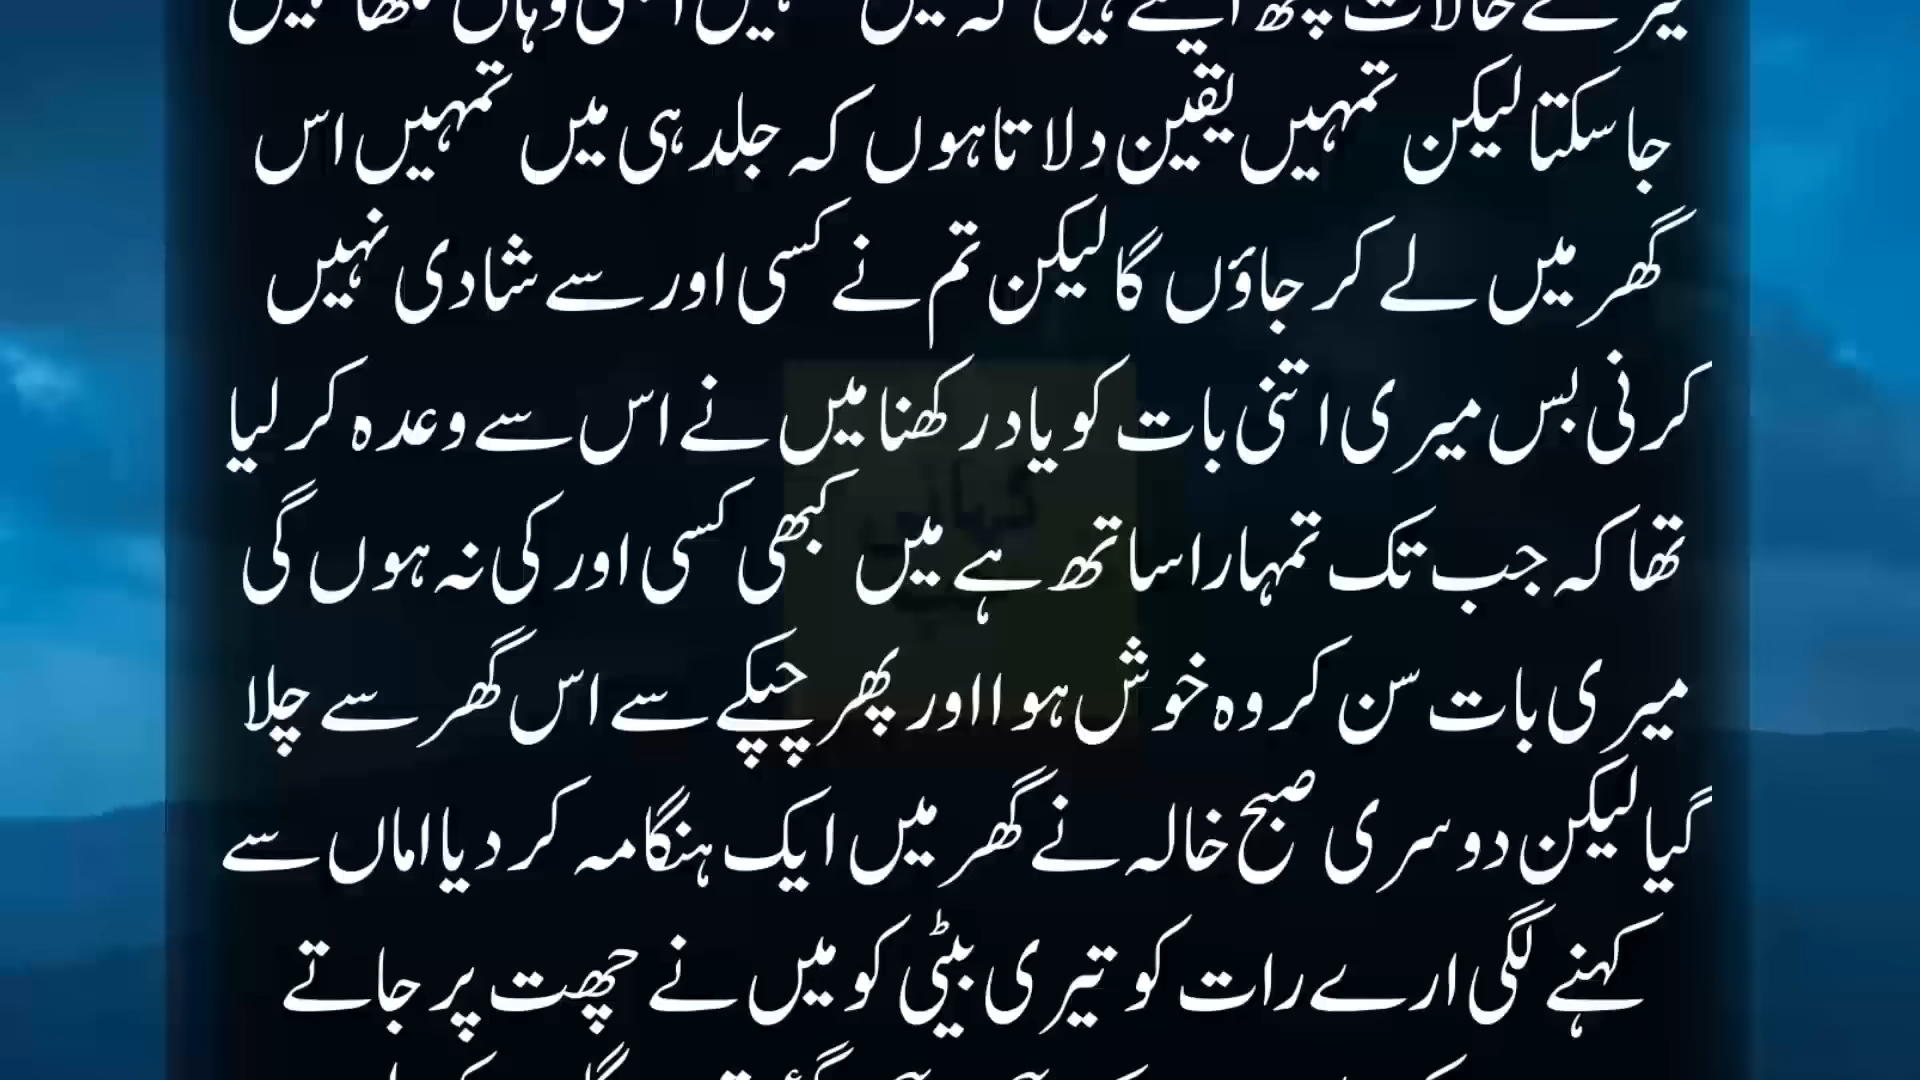 حالات کچھ ایسے ہیں کہ میں تمہیں ابھی وہاں
جا سکتا لیکن تمہیں یقین دلاتا ہوں کہ جلد ہی میں تمہیں اس
گھر میں لے کر جاؤں گا لیکن تم نے کسی اور سے شادی نہیں
کرنی بس میری اتنی بات کو یاد رکھنا میں نے اس سے وعدہ کر لیا
تھا کہ جب تک تمہارا ساتھ ہے میں کبھی کسی اور کی نہ ہوں گی
میری بات سن کر وہ خوش ہوا اور پھر چپکے سے اس گھر سے چلا
گیا لیکن دوسری صبح خالہ نے گھر میں ایک ہنگامہ کر دیا اماں سے
کہنے لگی ارے رات کو تیری بیٹی کو میں نے چھت پر جاتے